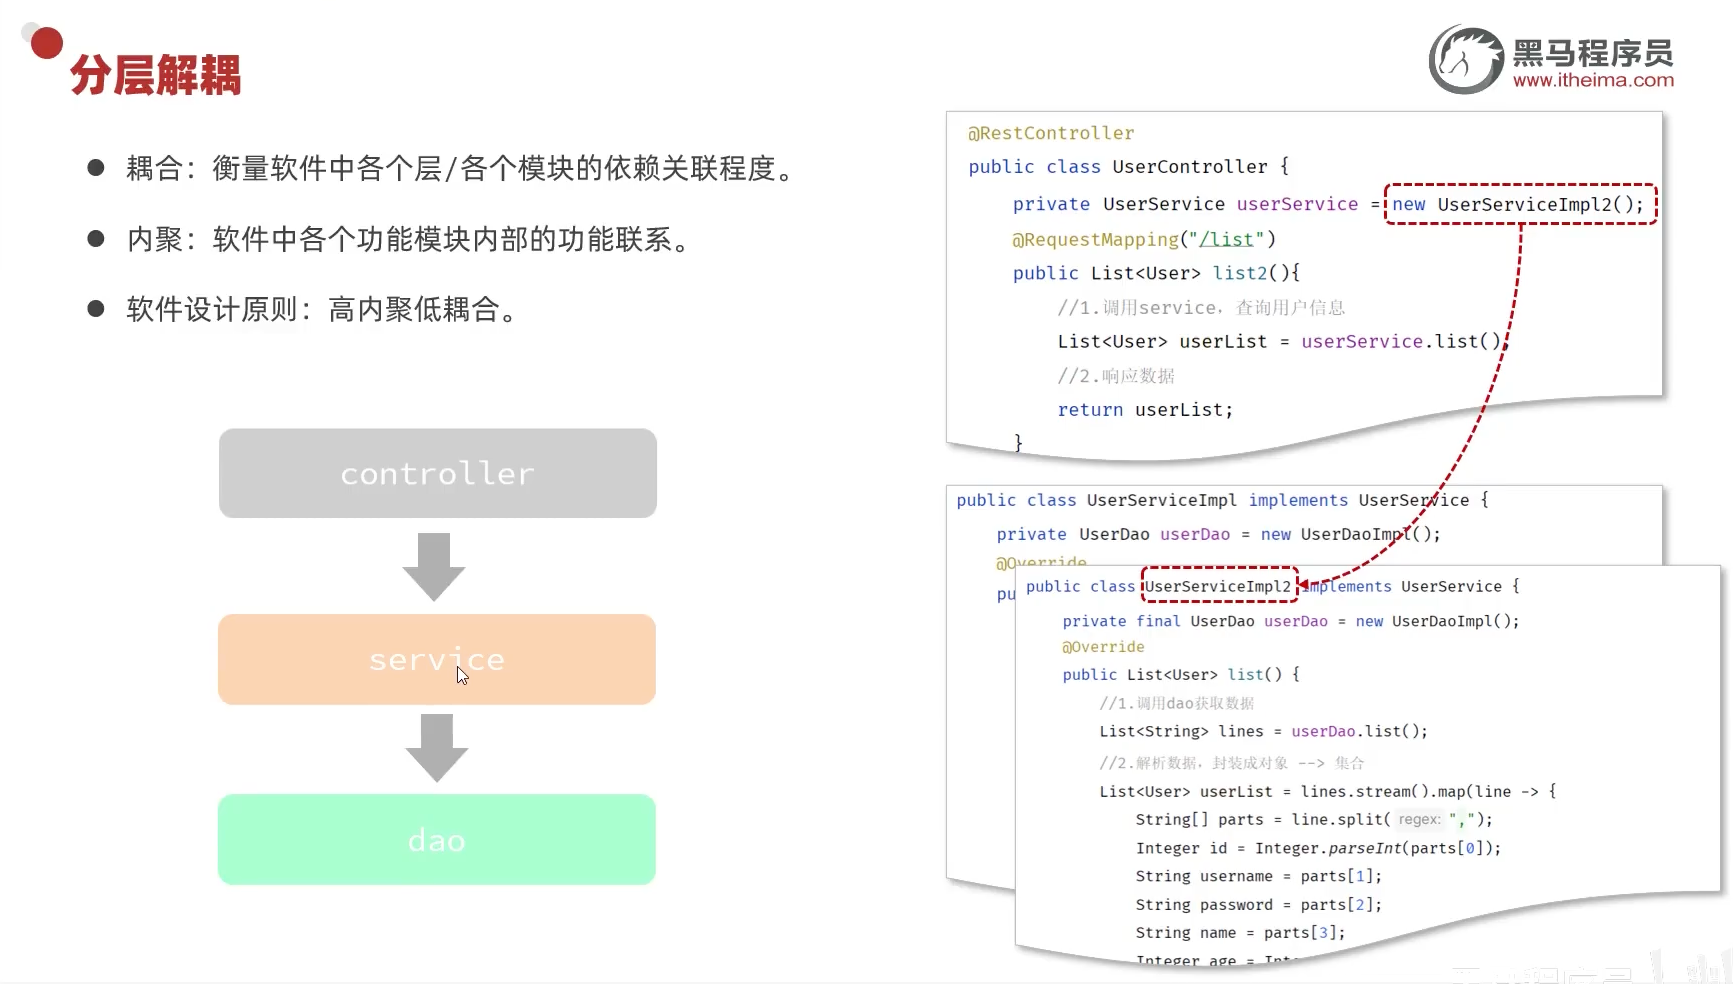 分层解耦
黑马程序员
www.itheima.com
● 耦合：衡量软件中各个层/各个模块的依赖关联程度。
● 内聚：软件中各个功能模块内部的功能联系。
● 软件设计原则：高内聚低耦合。
controller
service
dao
@RestController
public class UserController {
private UserService userService = new UserServiceImpl2();
@RequestMapping("/list")
public List<User> list2(){
//1.调用service，查询用户信息
List<User> userList = userService.list();
//2.响应数据
return userList;
}
public class UserServiceImpl implements UserService {
private UserDao userDao = new UserDaoImpl();
@Override
pu
public class UserServiceImpl2 implements UserService {
private final UserDao userDao = new UserDaoImpl();
@Override
public List<User> list() {
//1.调用dao获取数据
List<String> lines = userDao.list();
//2.解析数据，封装成对象 --> 集合
List<User> userList = lines.stream().map(line -> {
String[] parts = line.split( regex: ",");
Integer id = Integer.parseInt(parts[0]);
String username = parts[1];
String password = parts[2];
String name = parts[3];
Integer age =